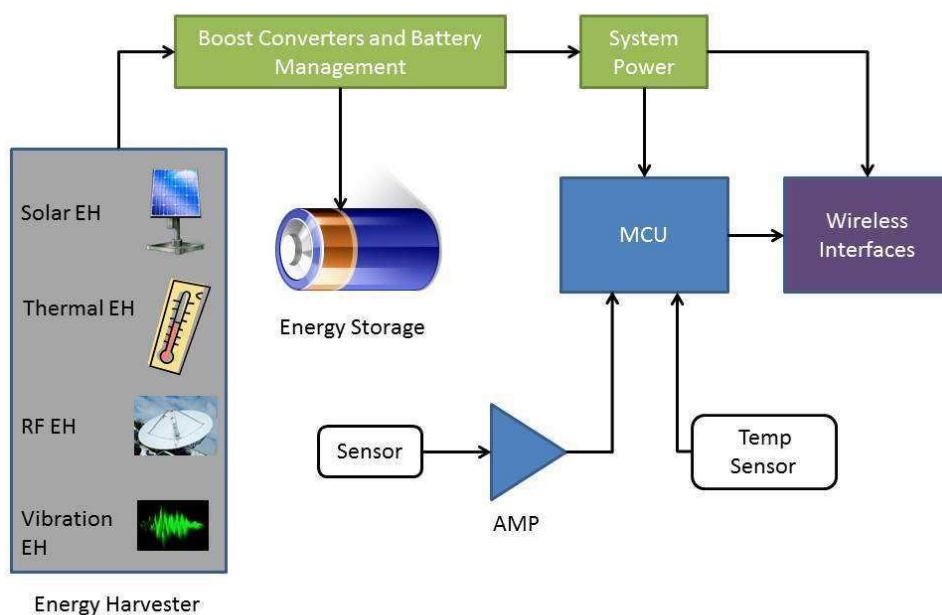 Boost Converters and Battery
Management
System
Power
Solar EH
Thermal EH
RF EH
Vibration
EH
Energy Harvester
Energy Storage
MCU
Wireless
Interfaces
Sensor
AMP
Temp
Sensor